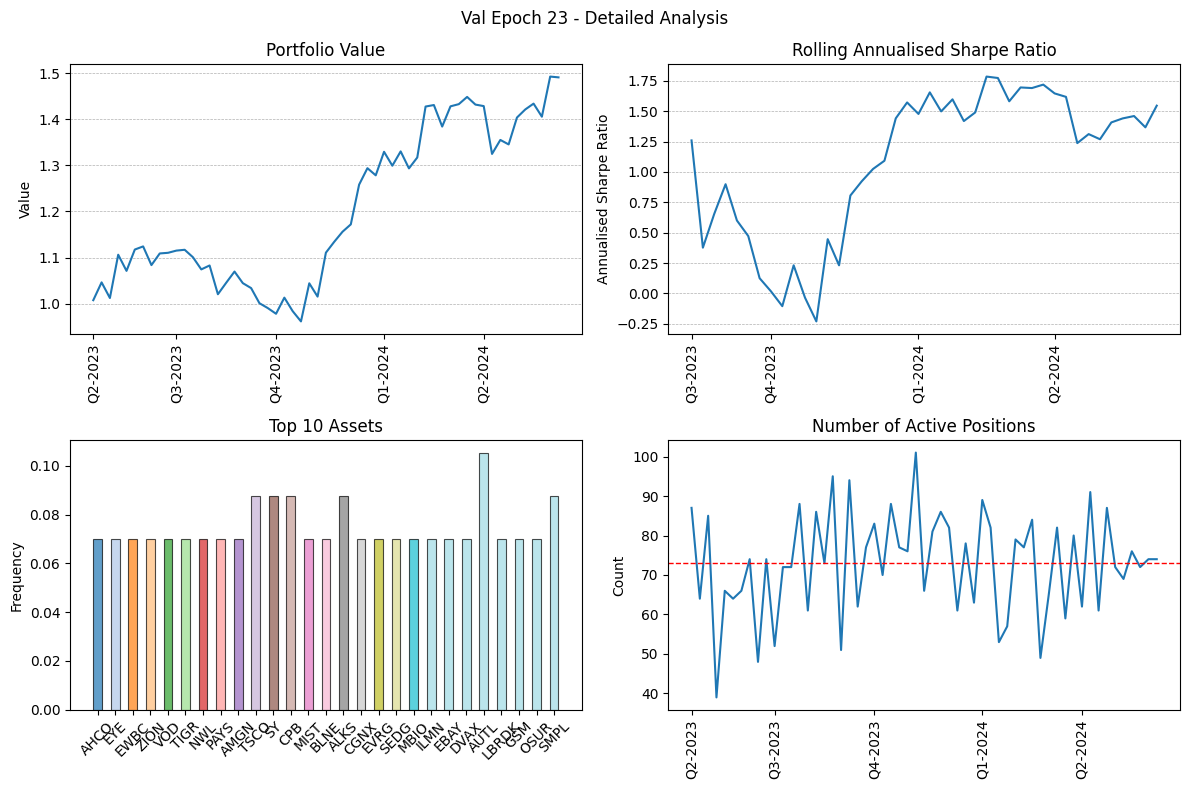 Val Epoch 23 - Detailed Analysis
Portfolio Value
Value
1.5
1.4
1.3
1.2
1.1
1.0
Q2-2023
Q3-2023
Q4-2023
Q1-2024
Q2-2024
Rolling Annualised Sharpe Ratio
Annualised Sharpe Ratio
1.75
1.50
1.25
1.00
0.75
0.50
0.25
0.00
−0.25
Q3-2023
Q4-2023
Q1-2024
Q2-2024
Top 10 Assets
Frequency
0.10
0.08
0.06
0.04
0.02
0.00
AHCO
EYE
EWBC
ZION
VOD
TIGR
NWL
PAYS
AMGN
TSCO
SY
CPB
MIST
BLNE
ALKS
CGNX
EVRG
SEDG
MBIO
ILMN
EBAY
DVAX
AUTL
LBRDK
GSM
OSUR
SMPL
Number of Active Positions
Count
100
90
80
70
60
50
40
Q2-2023
Q3-2023
Q4-2023
Q1-2024
Q2-2024